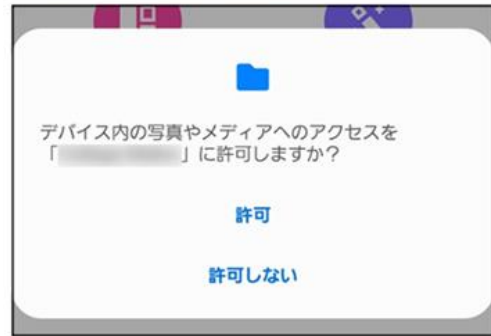 デバイス内の写真やメディアへのアクセスを
「 」に許可しますか？
許可
許可しない